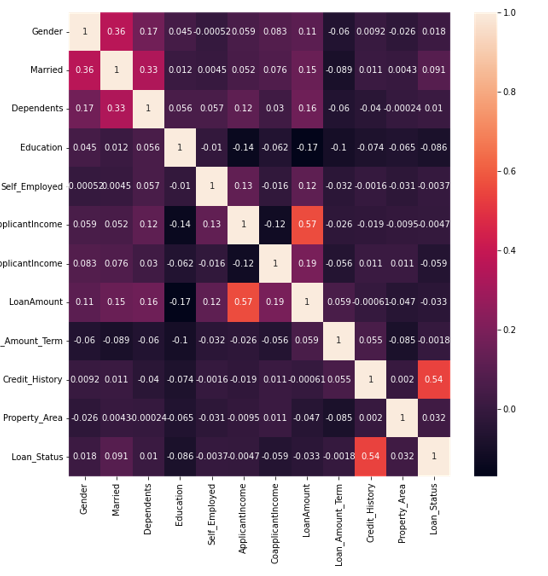 Gender 1 0.36 0.17 0.045 -0.00052 0.059 0.083 0.11 -0.06 0.0092 -0.026 0.018
Married 0.36 1 0.33 0.012 0.0045 0.052 0.076 0.15 -0.089 0.011 0.0043 0.091
Dependents 0.17 0.33 1 0.056 0.057 0.12 0.03 0.16 -0.06 -0.04 -0.00024 0.01
Education 0.045 0.012 0.056 1 -0.01 -0.14 -0.062 -0.17 -0.1 -0.074 -0.065 -0.086
Self_Employed -0.00052 0.0045 0.057 -0.01 1 0.13 -0.016 0.12 -0.032 -0.0016 -0.031 -0.0037
pplicantIncome 0.059 0.052 0.12 -0.14 0.13 1 -0.12 0.57 -0.026 -0.019 -0.0095 -0.0047
pplicantIncome 0.083 0.076 0.03 -0.062 -0.016 -0.12 1 0.19 -0.056 0.011 0.011 -0.059
LoanAmount 0.11 0.15 0.16 -0.17 0.12 0.57 0.19 1 0.059 -0.00061 -0.047 -0.033
_Amount_Term -0.06 -0.089 -0.06 -0.1 -0.032 -0.026 -0.056 0.059 1 0.055 -0.085 -0.0018
Credit_History 0.0092 0.011 -0.04 -0.074 -0.0016 -0.019 0.011 -0.00061 0.055 1 0.002 0.54
Property_Area -0.026 0.0043 -0.00024 -0.065 -0.031 -0.0095 0.011 -0.047 -0.085 0.002 1 0.032
Loan_Status 0.018 0.091 0.01 -0.086 -0.0037 -0.0047 -0.059 -0.033 -0.0018 0.54 0.032 1
Gender
Married
Dependents
Education
Self_Employed
ApplicantIncome
CoapplicantIncome
LoanAmount
Loan_Amount_Term
Credit_History
Property_Area
Loan_Status
1.0
0.8
0.6
0.4
0.2
0.0